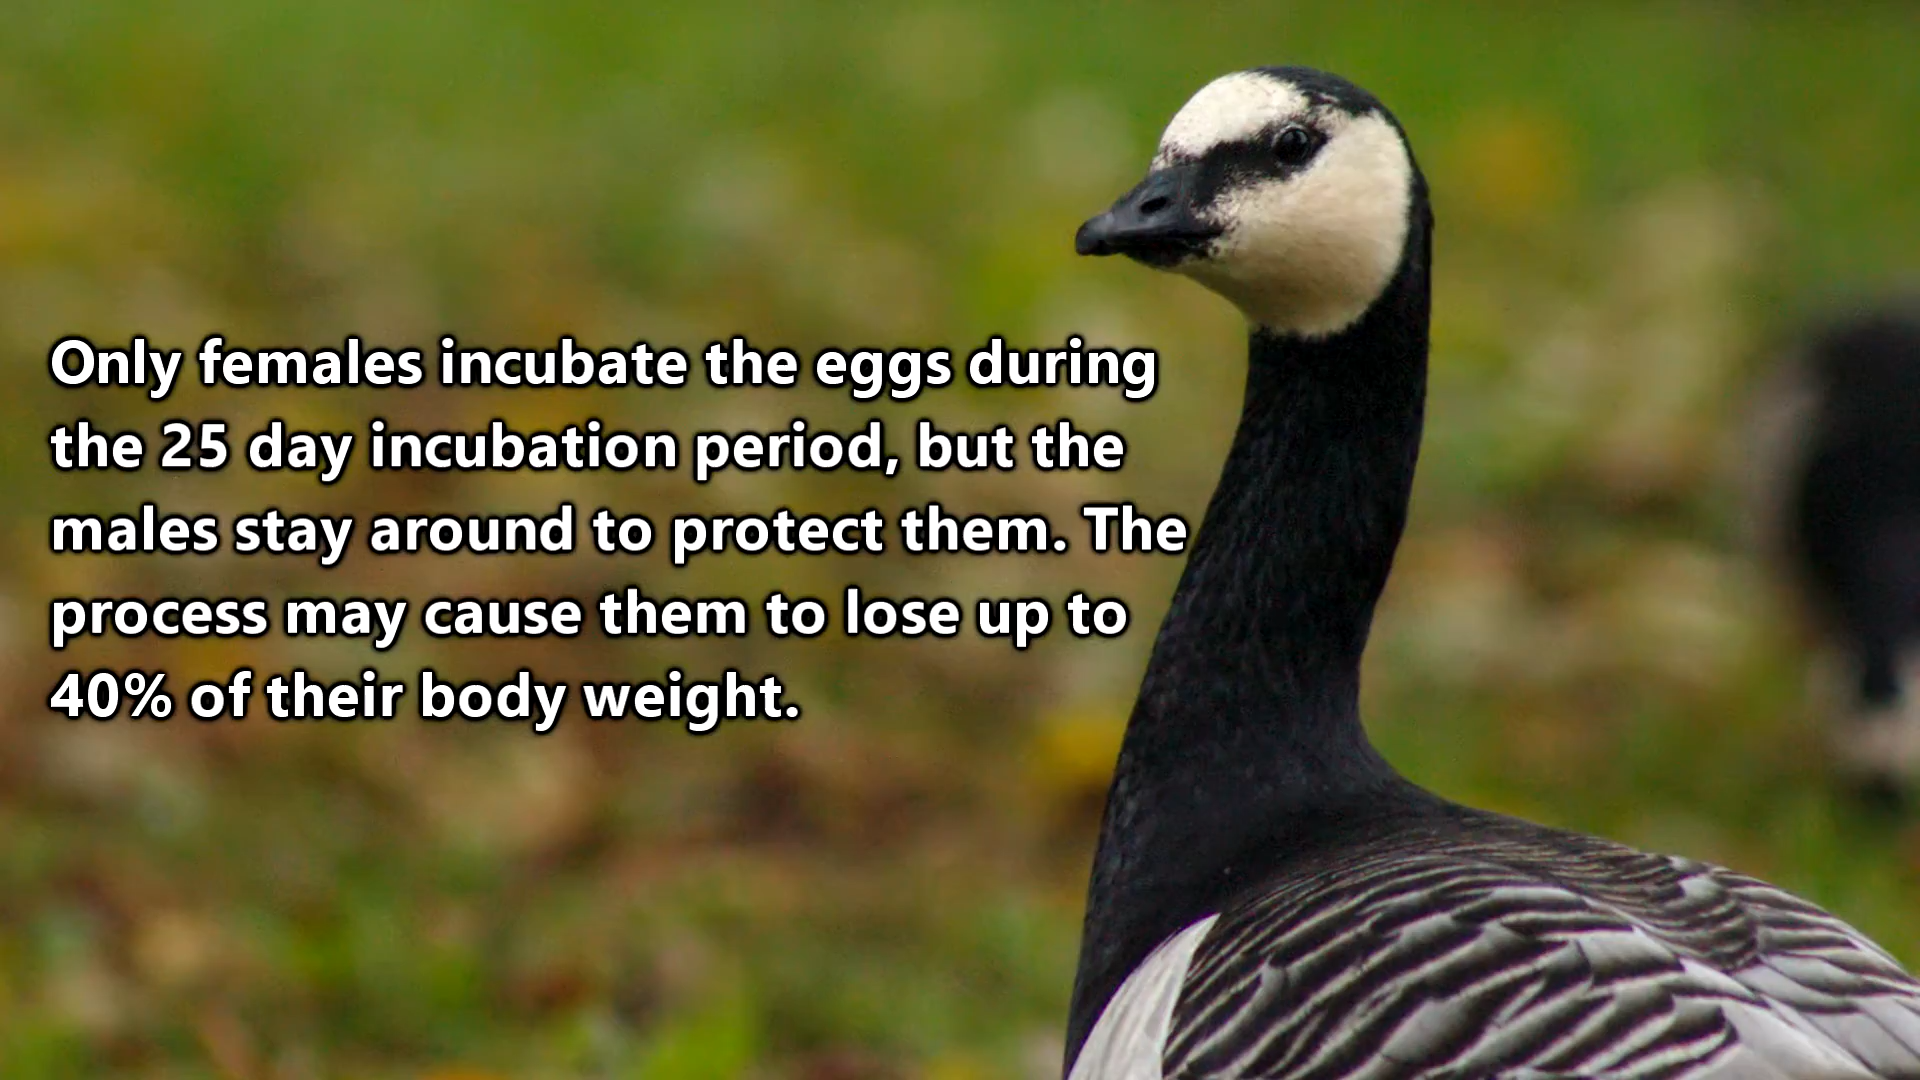 Only females incubate the eggs during
the 25 day incubation period, but the
males stay around to protect them. The
process may cause them to lose up to
40% of their body weight.